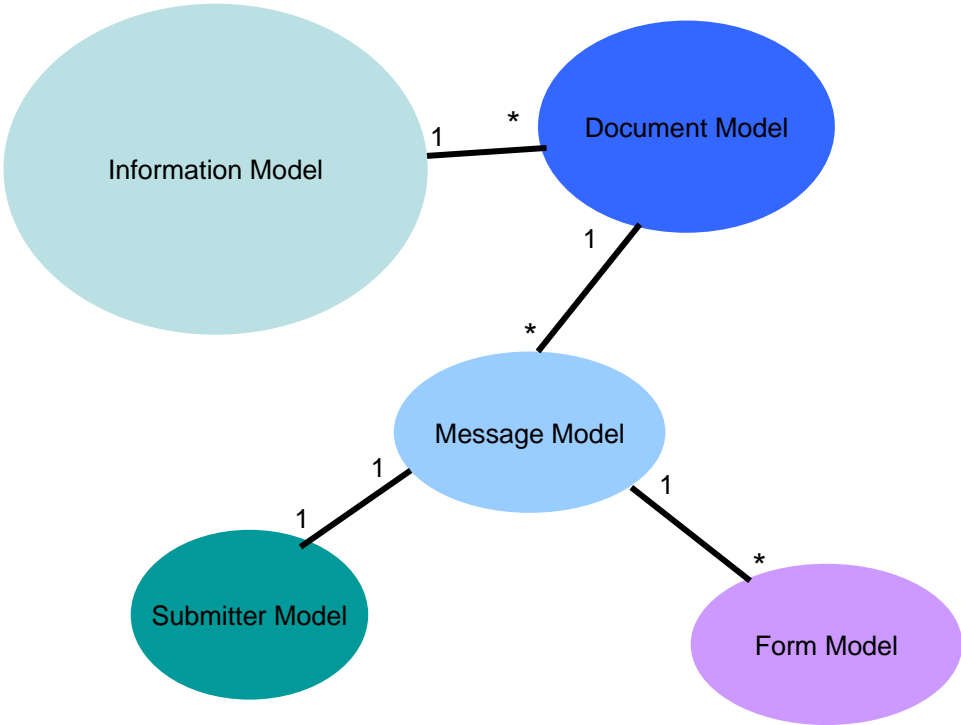 Information Model
1
*
Document Model
1
*
Message Model
1
1
Submitter Model
1
*
Form Model